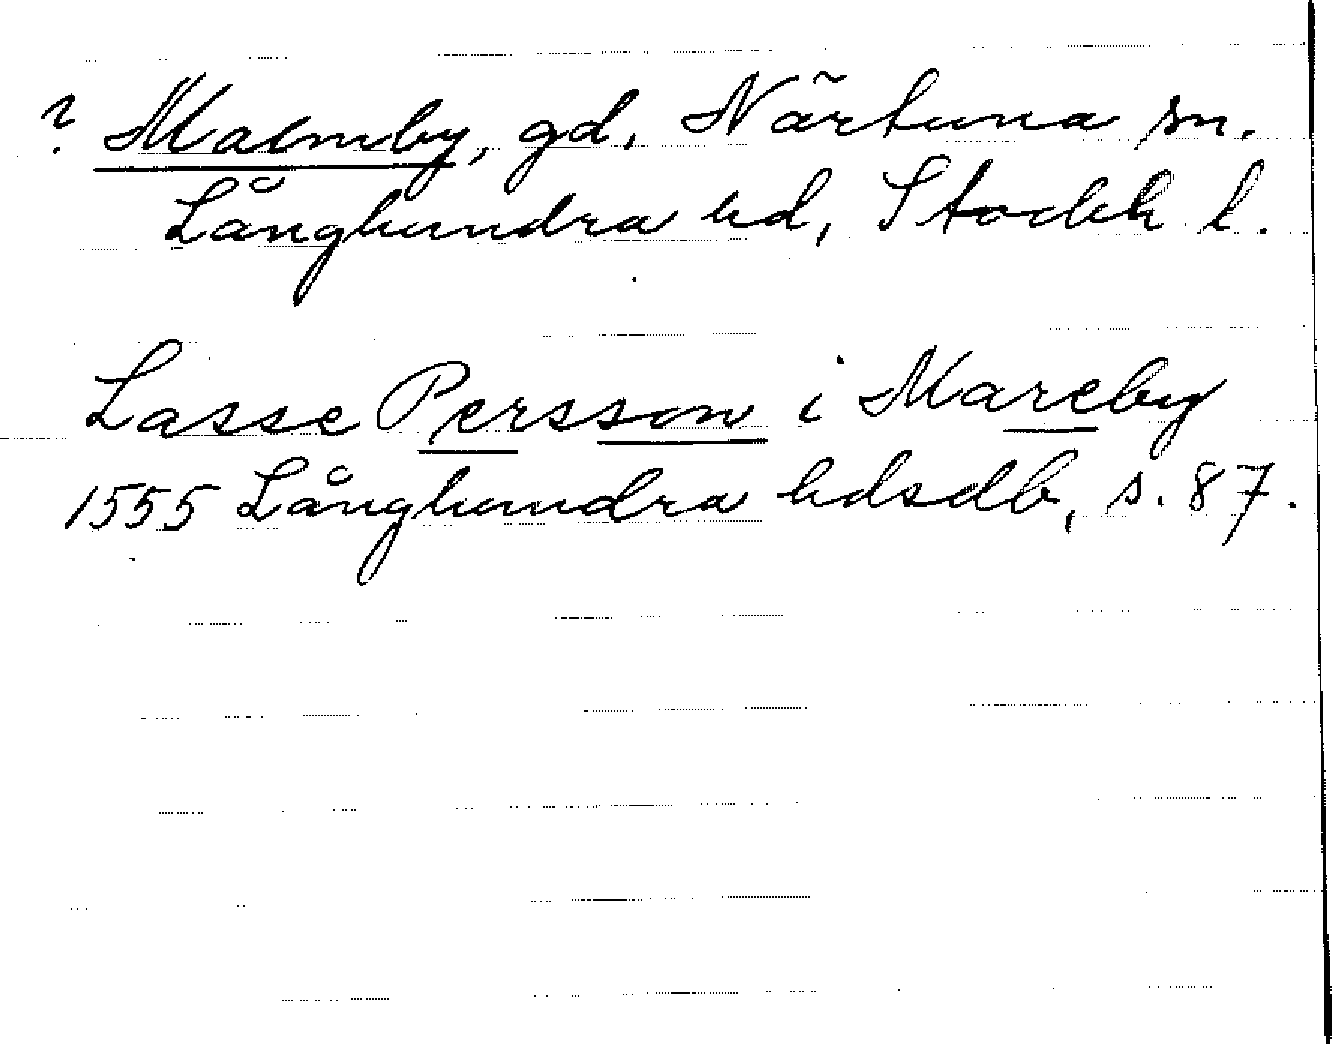 ? Malmby, gd, Närtuna sn.
Långhundra hd, Stockh l.
Lasse Persson i Mareby
1555 Långhundra hdsdb, s. 87.